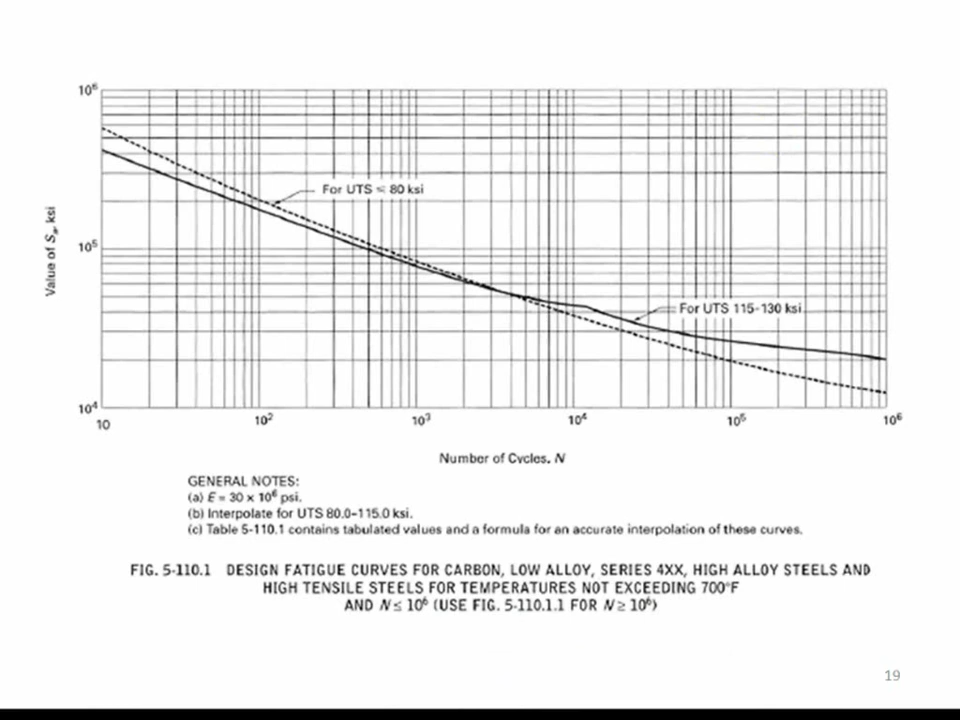 10⁶
For UTS ≤ 80 ksi
Value of Sₐ, ksi
10⁵
For UTS 115–130 ksi
10⁴
10
10²
10³
10⁴
10⁵
10⁶
Number of Cycles, N
GENERAL NOTES:
(a) E = 30 x 10⁶ psi.
(b) Interpolate for UTS 80.0–115.0 ksi.
(c) Table 5-110.1 contains tabulated values and a formula for an accurate interpolation of these curves.
FIG. 5-110.1 DESIGN FATIGUE CURVES FOR CARBON, LOW ALLOY, SERIES 4XX, HIGH ALLOY STEELS AND
HIGH TENSILE STEELS FOR TEMPERATURES NOT EXCEEDING 700°F
AND N ≤ 10⁶ (USE FIG. 5-110.1.1 FOR N ≥ 10⁶)
19